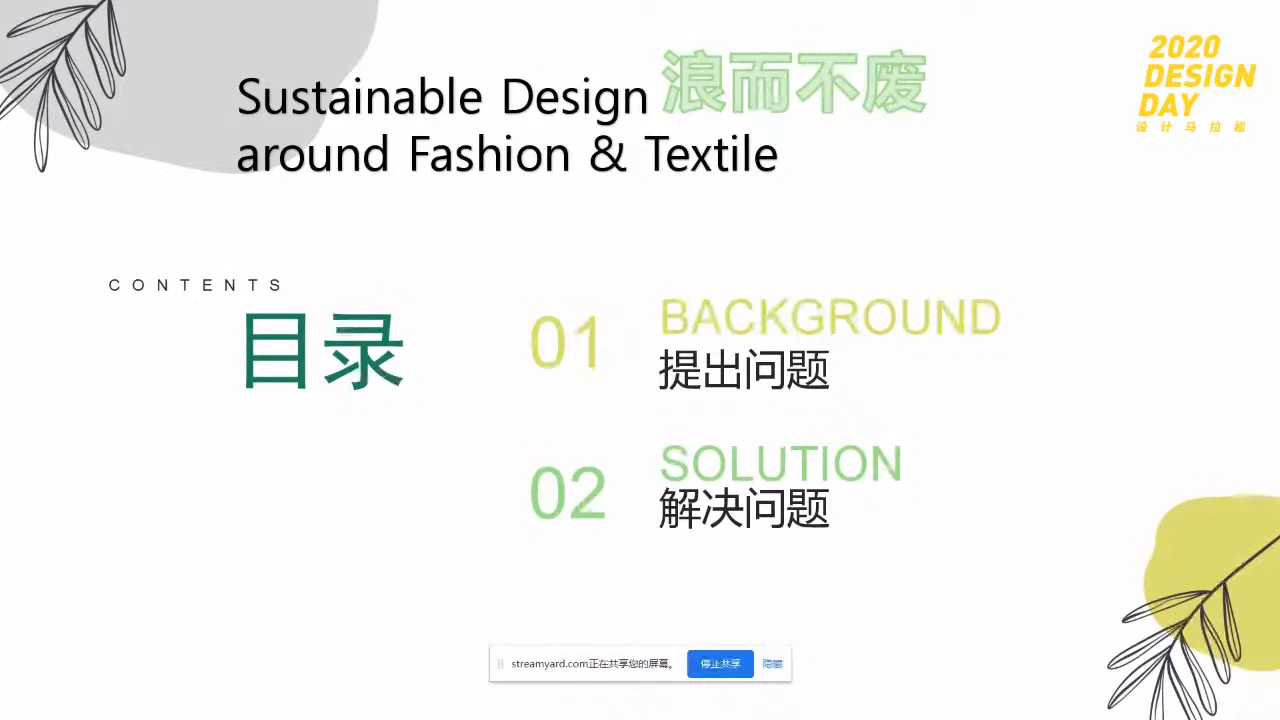 Sustainable Design 浪而不废
around Fashion & Textile
2020
DESIGN
DAY
设计马拉松
CONTENTS
目录
01
BACKGROUND
提出问题
02
SOLUTION
解决问题
streamyard.com正在共享您的屏幕。
停止共享